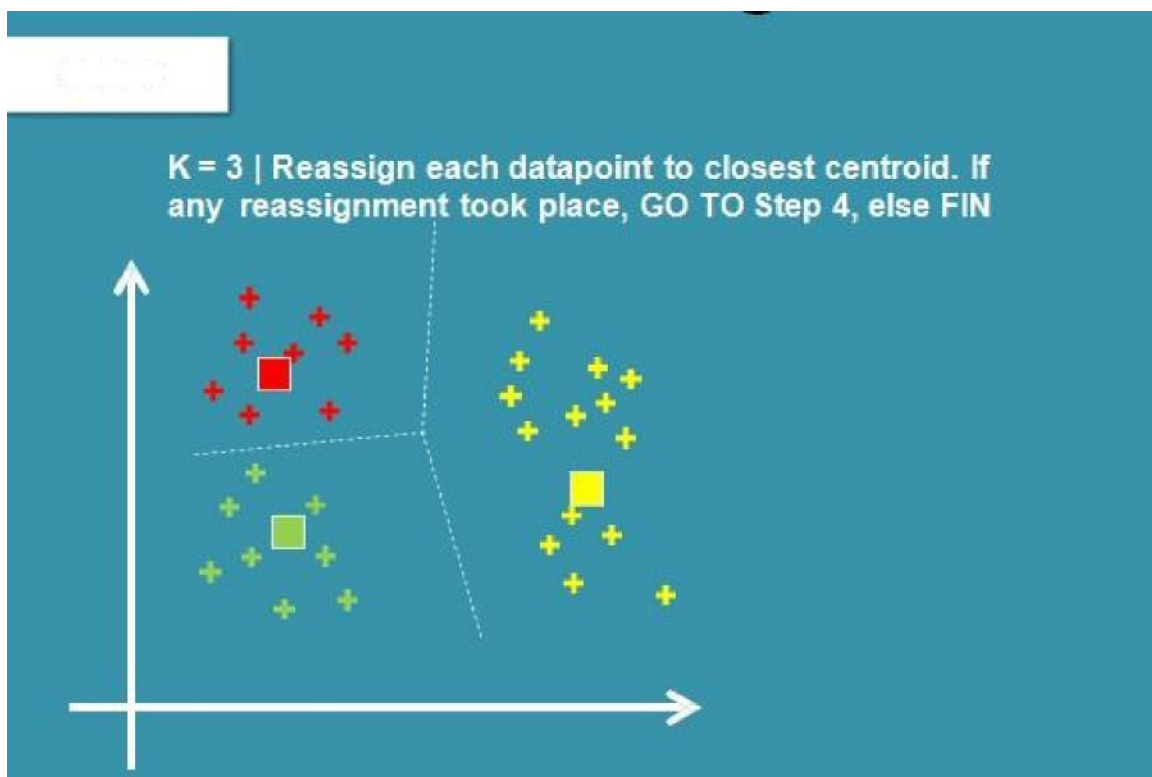 K = 3 | Reassign each datapoint to closest centroid. If
any reassignment took place, GO TO Step 4, else FIN